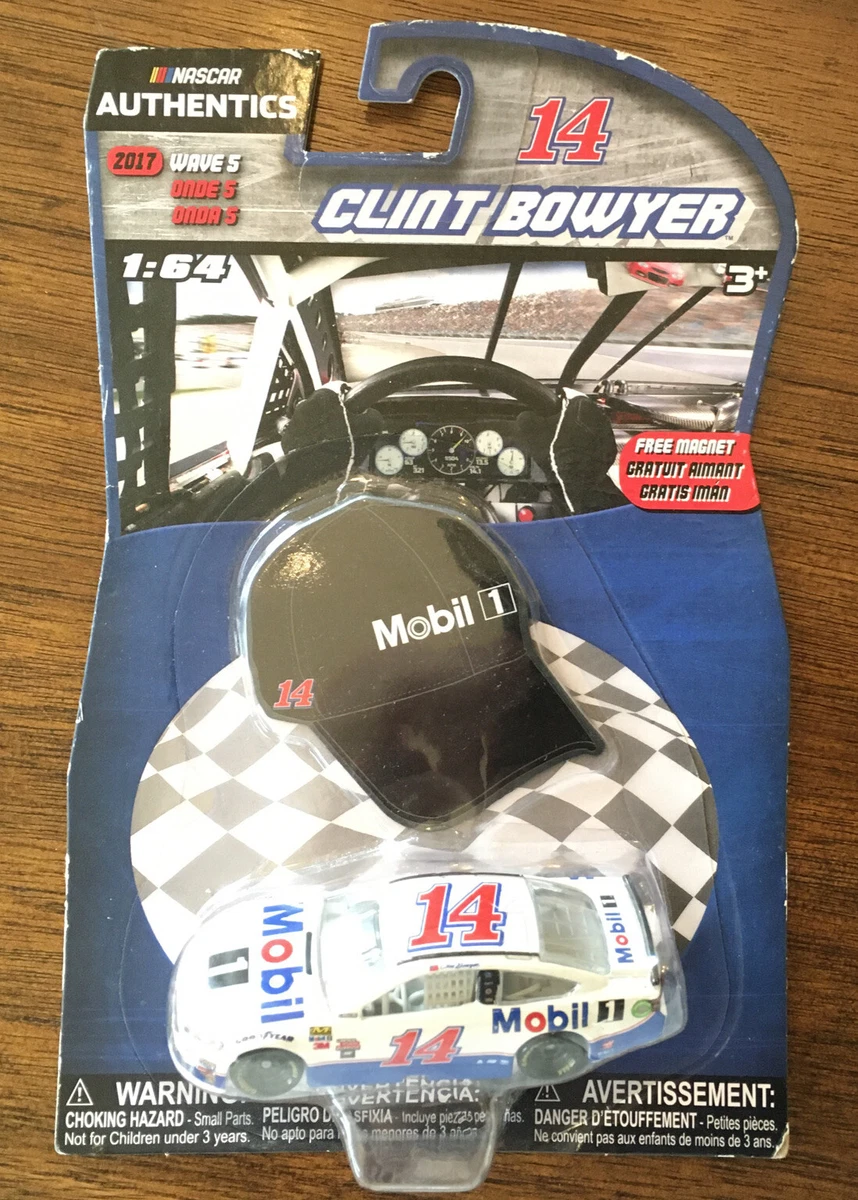 NASCAR
AUTHENTICS
2017 WAVE 5
ONDE 5
ONDA 5
14
CLINT BOWYER
1:64
3+
FREE MAGNET
GRATUIT AIMANT
GRATIS IMÁN
Mobil 1
14
14
Mobil 1
Mobil 1
Mobil 1
14
GOODYEAR
3M
WARNING:
CHOKING HAZARD - Small Parts.
Not for Children under 3 years.
ADVERTENCIA:
PELIGRO DE ASFIXIA - Incluye piezas pequeñas.
No apto para menores de 3 años.
AVERTISSEMENT:
DANGER D'ÉTOUFFEMENT - Petites pièces.
Ne convient pas aux enfants de moins de 3 ans.